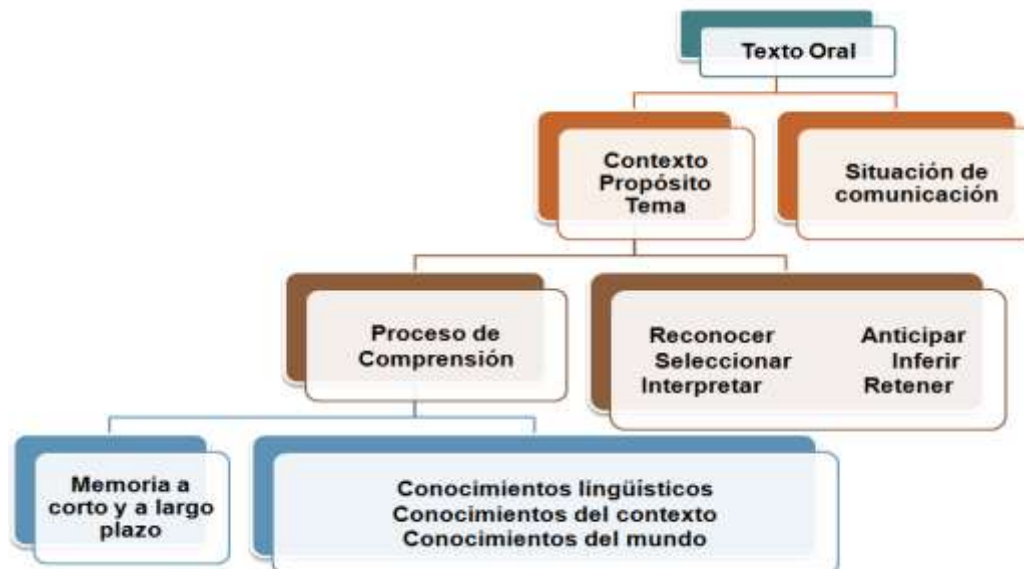 Texto Oral
Contexto
Propósito
Tema
Situación de
comunicación
Proceso de
Comprensión
Reconocer Anticipar
Seleccionar Inferir
Interpretar Retener
Memoria a
corto y a largo
plazo
Conocimientos lingüísticos
Conocimientos del contexto
Conocimientos del mundo